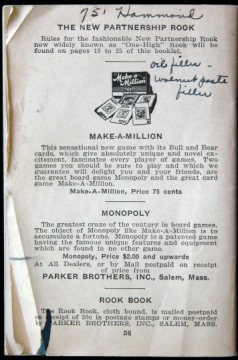 751 Hammond
THE NEW PARTNERSHIP ROOK
Rules for the fashionable New Partnership Rook
now widely known as "One-High" Rook will be
found on pages 18 to 25 of this booklet.
oil filler -
walnut paste
filler
Make-a-Million
MAKE-A-MILLION
This sensational new game with its Bull and Bear
cards, which give absolutely unique and novel ex-
citement, fascinates every player of games. Two
games you should be sure to play and which we
guarantee will delight you and your friends, are
the great board game Monopoly and the great card
game Make-A-Million.
Make-A-Million, Price 75 cents
MONOPOLY
The greatest craze of the century in board games.
The object of Monopoly like Make-A-Million is to
accumulate a fortune. Monopoly is a patented game
having the unique features and equipment
which are found in no other game.
Monopoly, Price $2.00 and upwards
At All Dealers, or by Mail postpaid on receipt
of price from
PARKER BROTHERS, INC., Salem, Mass.
ROOK BOOK
The Rook Book, cloth bound, is mailed postpaid
on receipt of 20c in postage stamps or money-order
by PARKER BROTHERS, INC., SALEM, MASS.
36